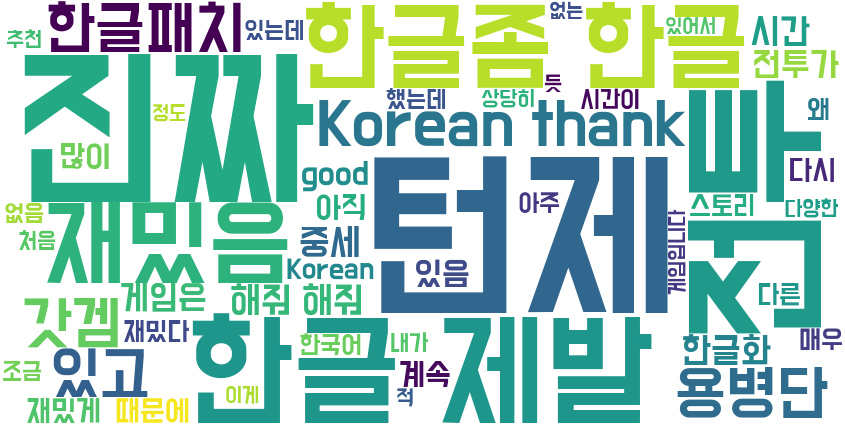 추천
한글패치
있는데
한글좀 한글
없는
있어서
시간
전투가
진짜
정도
많이
했는데
상당히
듯
시간이
왜
Korean thank
빠
good
다시
턴제
없음
처음
재밌음
아직
아주
중세
스토리
다양한
전
Korean
있음
게임입니다
게임은
해줘 해줘
다른
갓겜
재밌다
한글
제발
한국어
내가
한글화
매우
조금
있고
이게
계속
적
용병단
재밌게
때문에